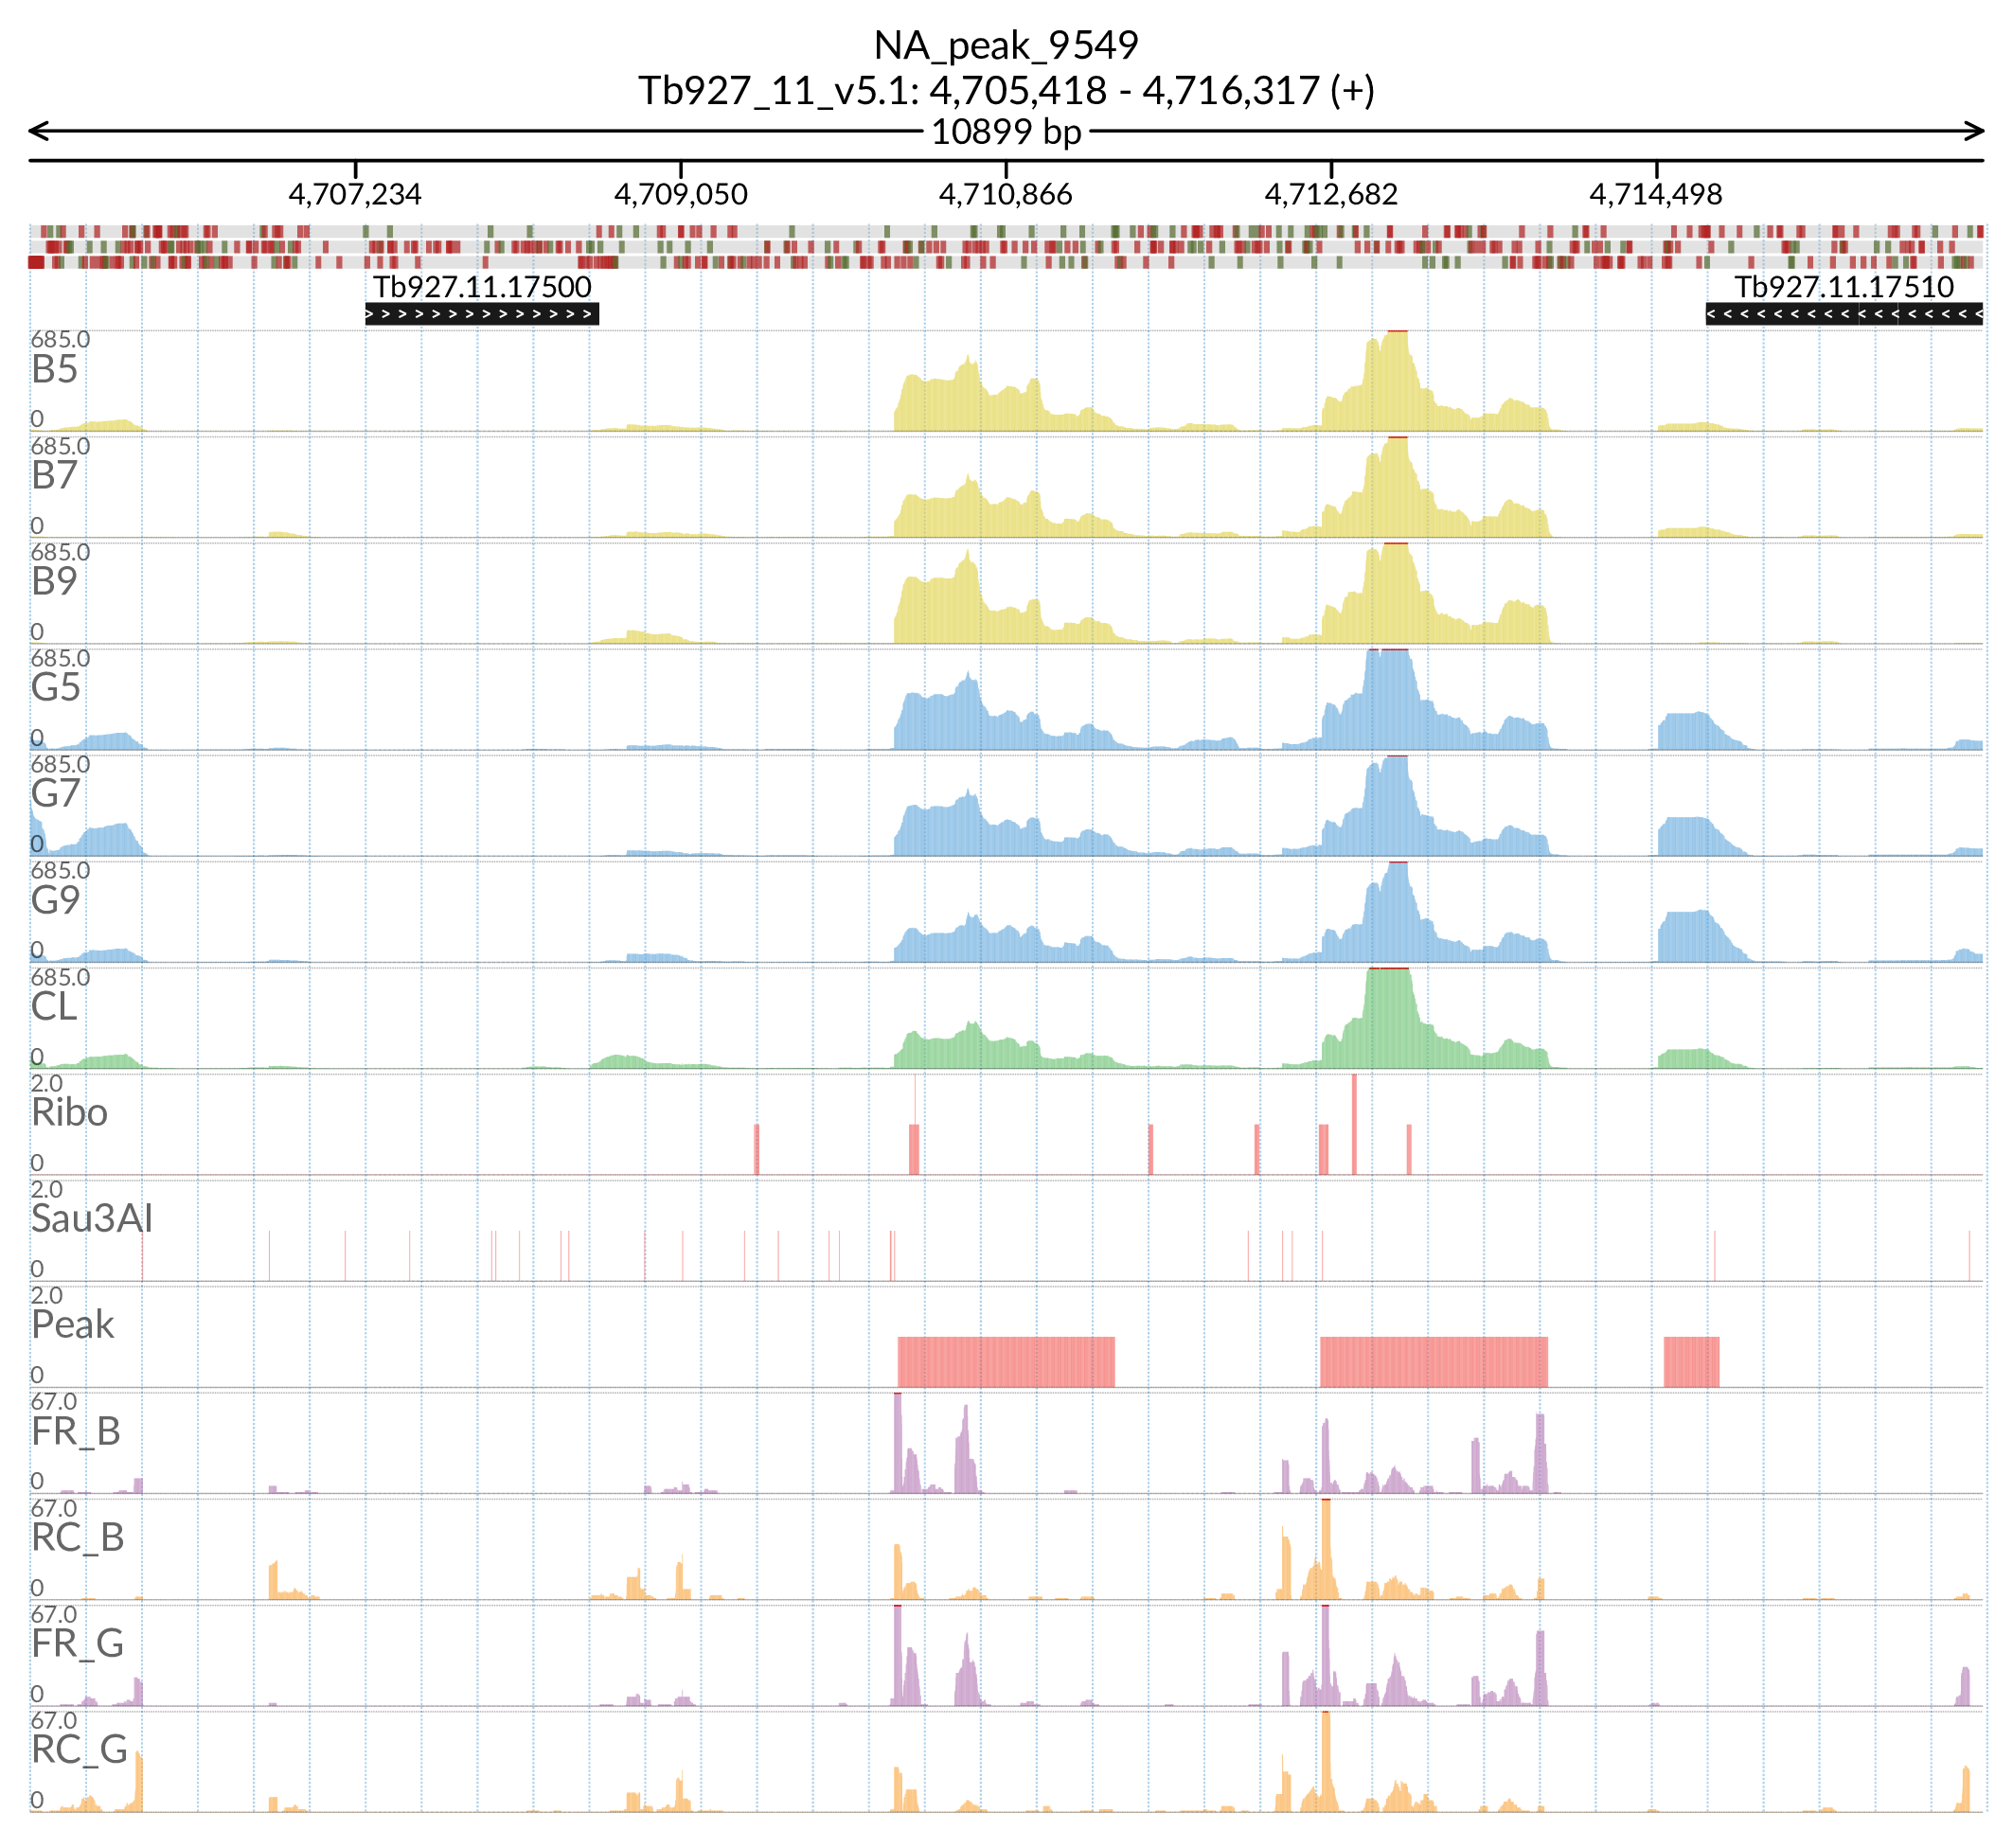 NA_peak_9549
Tb927_11_v5.1: 4,705,418 - 4,716,317 (+)
10899 bp
4,707,234 4,709,050 4,710,866 4,712,682 4,714,498
Tb927.11.17500 Tb927.11.17510
685.0
B5
0
685.0
B7
0
685.0
B9
0
685.0
G5
0
685.0
G7
0
685.0
G9
0
685.0
CL
0
2.0
Ribo
0
2.0
Sau3AI
0
2.0
Peak
0
67.0
FR_B
0
67.0
RC_B
0
67.0
FR_G
0
67.0
RC_G
0